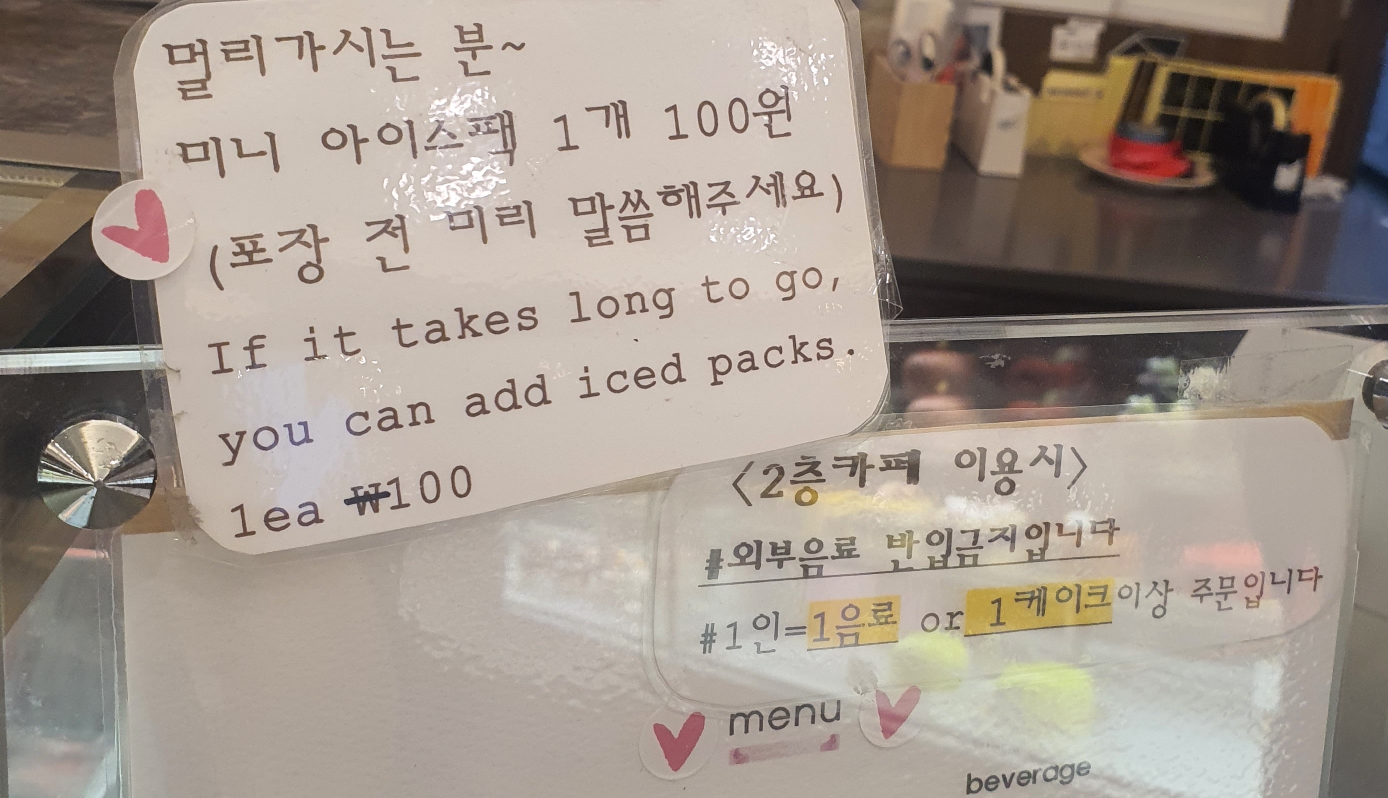 멀리가시는 분~
미니 아이스팩 1개 100원
(포장 전 미리 말씀해주세요)
If it takes long to go,
you can add iced packs.
1ea ₩100
<2층카페 이용시>
#외부음료 반입금지입니다
#1인=1음료 or 1케이크이상 주문입니다
menu
beverage